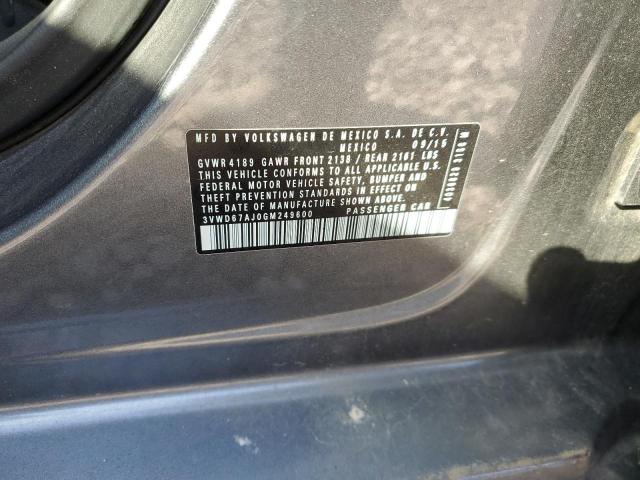 MFD BY VOLKSWAGEN DE MEXICO S.A. DE C.V.
MEXICO 09/15
GVWR 4189 GAWR FRONT 2138 / REAR 2161 LBS
THIS VEHICLE CONFORMS TO ALL APPLICABLE U.S.
FEDERAL MOTOR VEHICLE SAFETY, BUMPER AND
THEFT PREVENTION STANDARDS IN EFFECT ON
THE DATE OF MANUFACTURE SHOWN ABOVE.
3VWD67AJ0GM249600 PASSENGER CAR